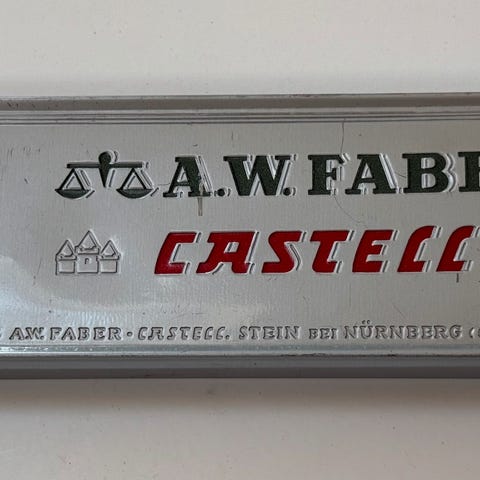 A.W. FABE
CASTELL
A.W. FABER · CASTELL. STEIN BEI NÜRNBERG